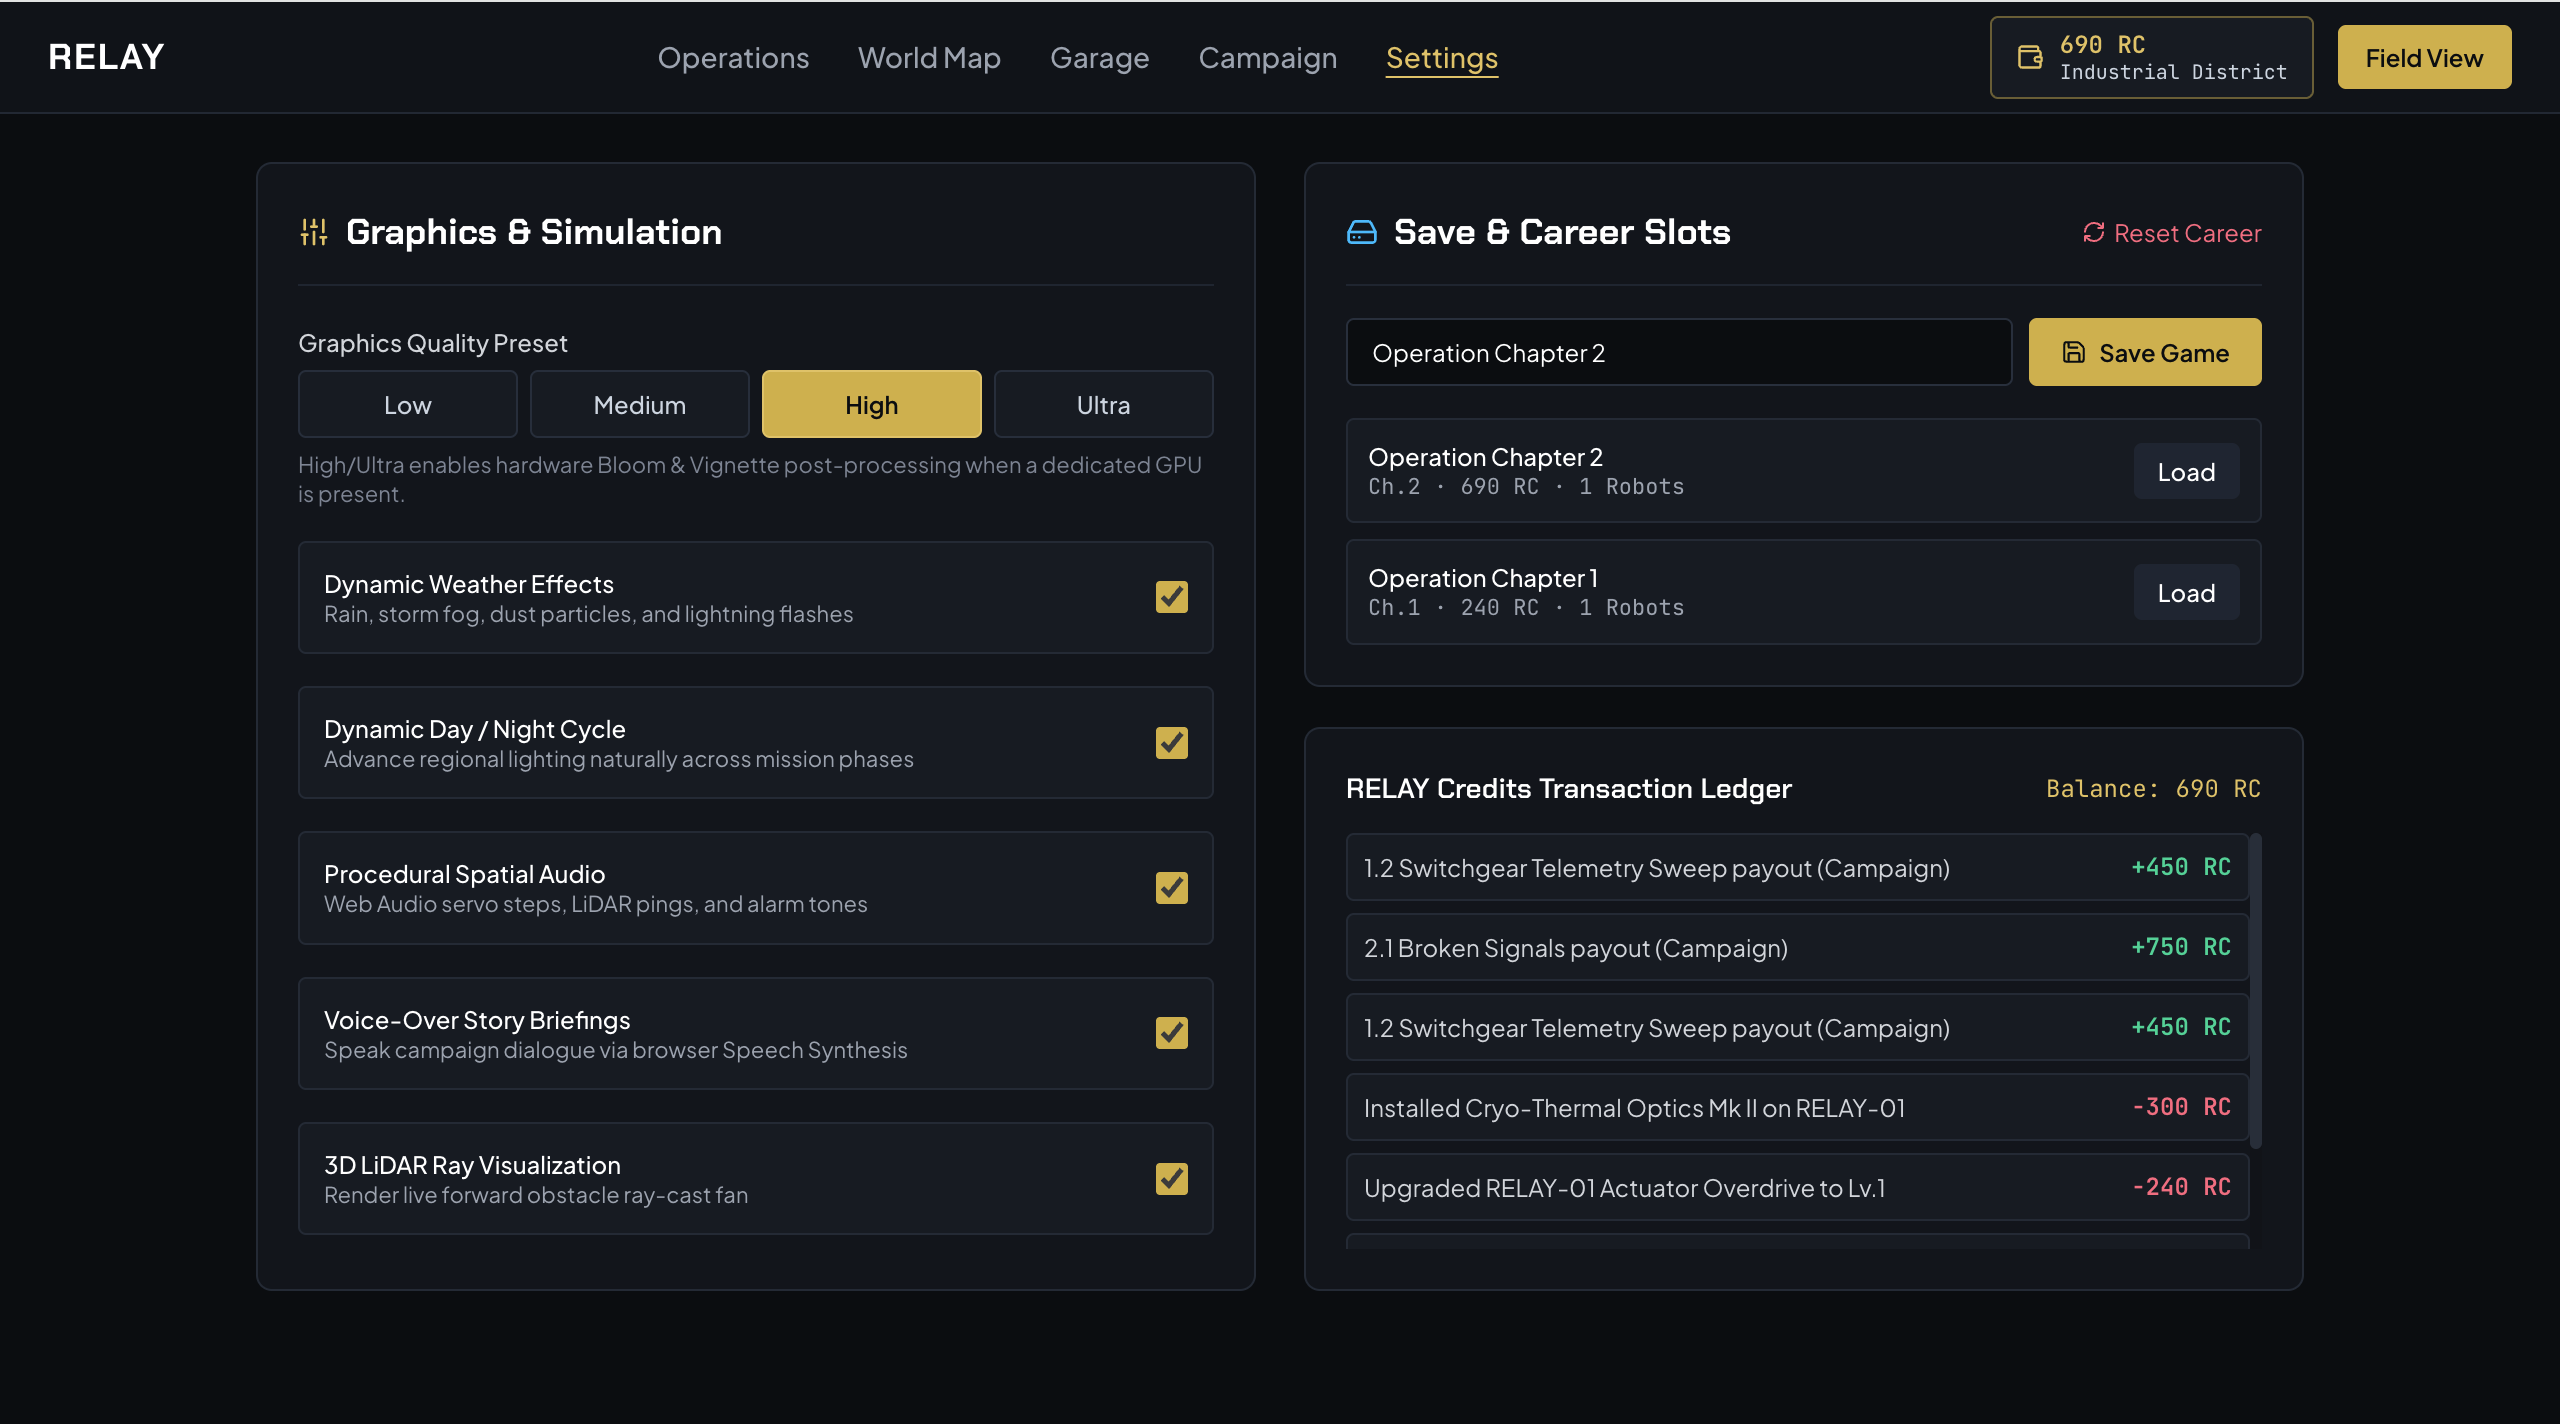 RELAY
Operations
World Map
Garage
Campaign
Settings
690 RC
Industrial District
Field View
Graphics & Simulation
Graphics Quality Preset
Low
Medium
High
Ultra
High/Ultra enables hardware Bloom & Vignette post-processing when a dedicated GPU
is present.
Dynamic Weather Effects
Rain, storm fog, dust particles, and lightning flashes
Dynamic Day / Night Cycle
Advance regional lighting naturally across mission phases
Procedural Spatial Audio
Web Audio servo steps, LiDAR pings, and alarm tones
Voice-Over Story Briefings
Speak campaign dialogue via browser Speech Synthesis
3D LiDAR Ray Visualization
Render live forward obstacle ray-cast fan
Save & Career Slots
Reset Career
Operation Chapter 2
Save Game
Operation Chapter 2
Ch.2 · 690 RC · 1 Robots
Load
Operation Chapter 1
Ch.1 · 240 RC · 1 Robots
Load
RELAY Credits Transaction Ledger
Balance: 690 RC
1.2 Switchgear Telemetry Sweep payout (Campaign)
+450 RC
2.1 Broken Signals payout (Campaign)
+750 RC
1.2 Switchgear Telemetry Sweep payout (Campaign)
+450 RC
Installed Cryo-Thermal Optics Mk II on RELAY-01
-300 RC
Upgraded RELAY-01 Actuator Overdrive to Lv.1
-240 RC